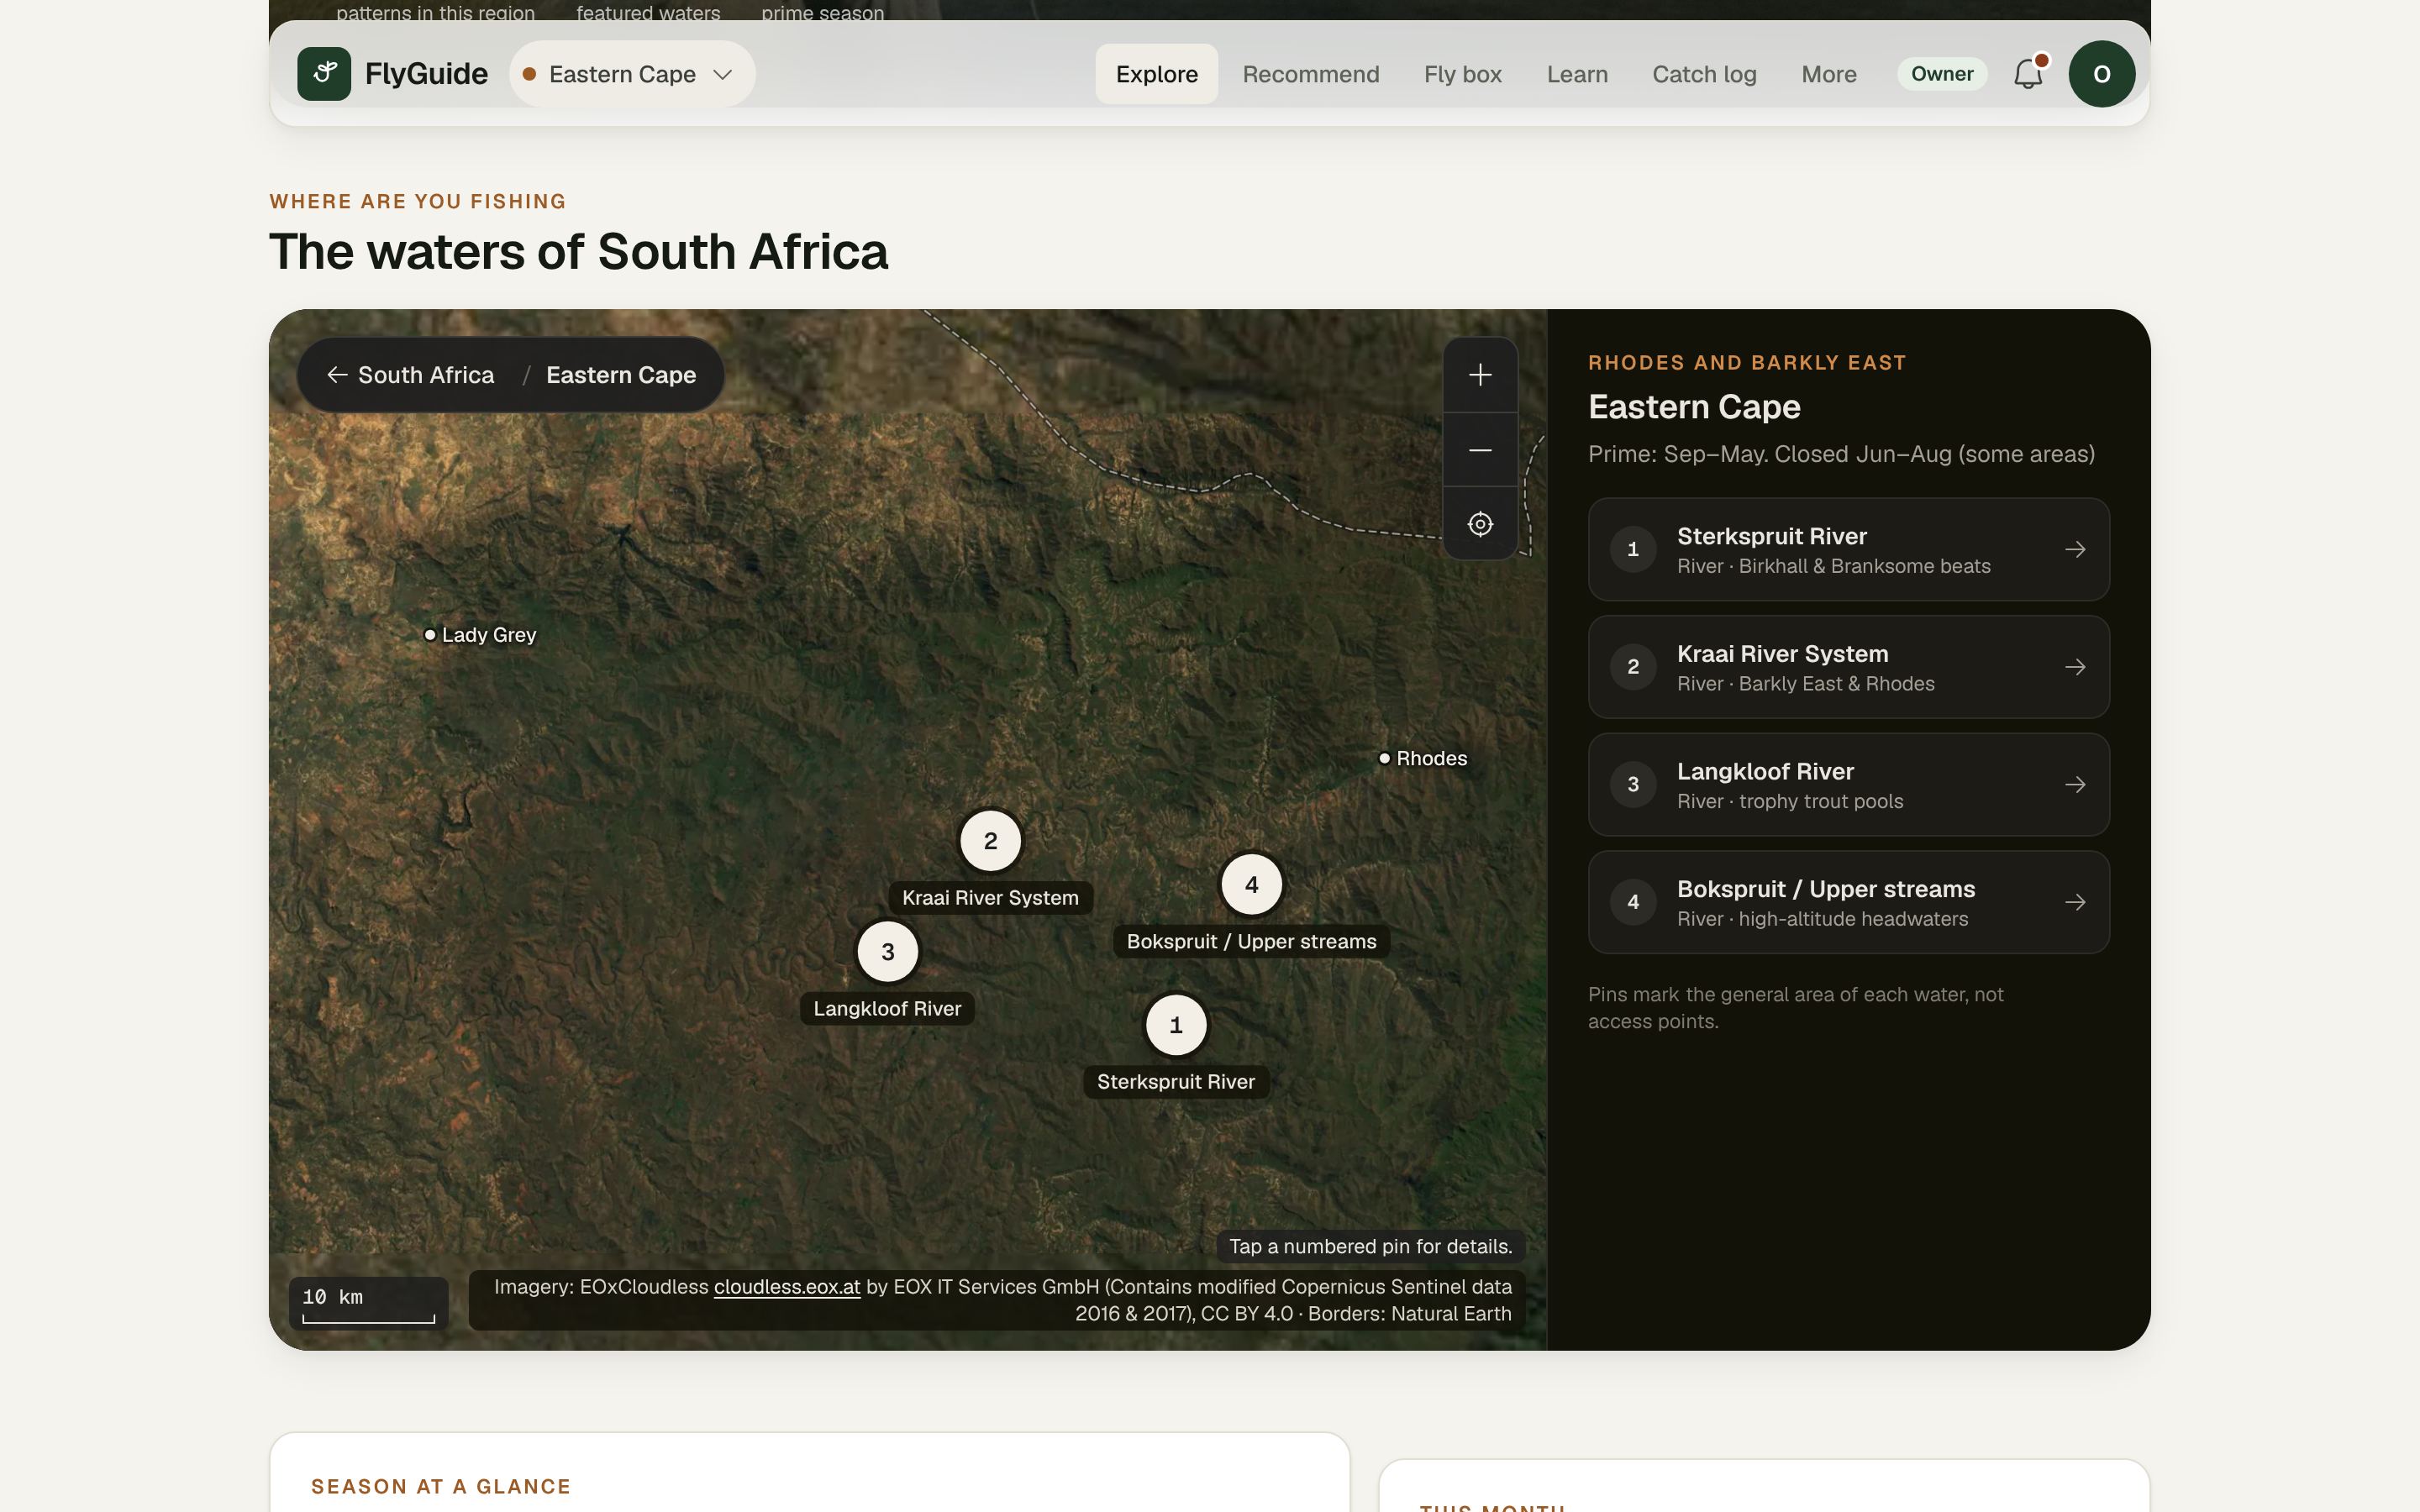 patterns in this region featured waters prime season
FlyGuide Eastern Cape Explore Recommend Fly box Learn Catch log More Owner O
WHERE ARE YOU FISHING
The waters of South Africa
South Africa / Eastern Cape
Lady Grey
Rhodes
2
Kraai River System
4
Bokspruit / Upper streams
3
Langkloof River
1
Sterkspruit River
Tap a numbered pin for details.
10 km
Imagery: EOxCloudless cloudless.eox.at by EOX IT Services GmbH (Contains modified Copernicus Sentinel data
2016 & 2017), CC BY 4.0 · Borders: Natural Earth
RHODES AND BARKLY EAST
Eastern Cape
Prime: Sep–May. Closed Jun–Aug (some areas)
1 Sterkspruit River
River · Birkhall & Branksome beats
2 Kraai River System
River · Barkly East & Rhodes
3 Langkloof River
River · trophy trout pools
4 Bokspruit / Upper streams
River · high-altitude headwaters
Pins mark the general area of each water, not
access points.
SEASON AT A GLANCE
THIS MONTH